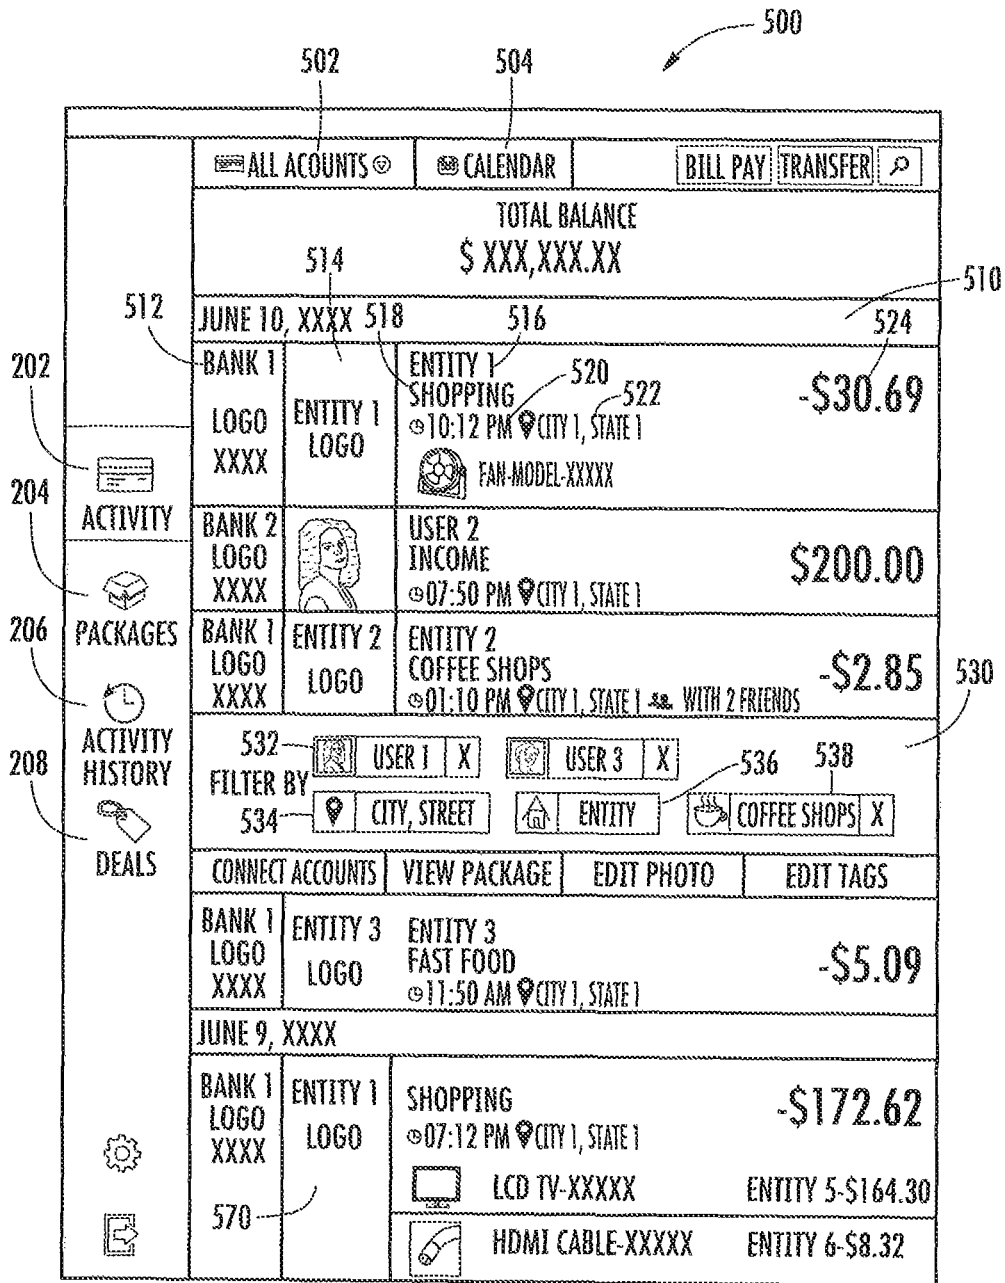 500
502
504
ALL ACOUNTS
CALENDAR
BILL PAY
TRANSFER
TOTAL BALANCE
$ XXX,XXX.XX
514
510
512
JUNE 10, XXXX
518
516
524
202
BANK 1
LOGO
XXXX
ENTITY 1
LOGO
ENTITY 1
SHOPPING
520
522
10:12 PM CITY 1, STATE 1
FAN-MODEL-XXXXX
-$30.69
ACTIVITY
204
BANK 2
LOGO
XXXX
USER 2
INCOME
07:50 PM CITY 1, STATE 1
$200.00
PACKAGES
206
BANK 1
LOGO
XXXX
ENTITY 2
LOGO
ENTITY 2
COFFEE SHOPS
01:10 PM CITY 1, STATE 1 WITH 2 FRIENDS
-$2.85
530
ACTIVITY
HISTORY
208
DEALS
532
USER 1 X
USER 3 X
FILTER BY
536
538
534
CITY, STREET
ENTITY
COFFEE SHOPS X
CONNECT ACCOUNTS
VIEW PACKAGE
EDIT PHOTO
EDIT TAGS
BANK 1
LOGO
XXXX
ENTITY 3
LOGO
ENTITY 3
FAST FOOD
11:50 AM CITY 1, STATE 1
-$5.09
JUNE 9, XXXX
BANK 1
LOGO
XXXX
ENTITY 1
LOGO
570
SHOPPING
07:12 PM CITY 1, STATE 1
-$172.62
LCD TV-XXXXX
ENTITY 5-$164.30
HDMI CABLE-XXXXX
ENTITY 6-$8.32